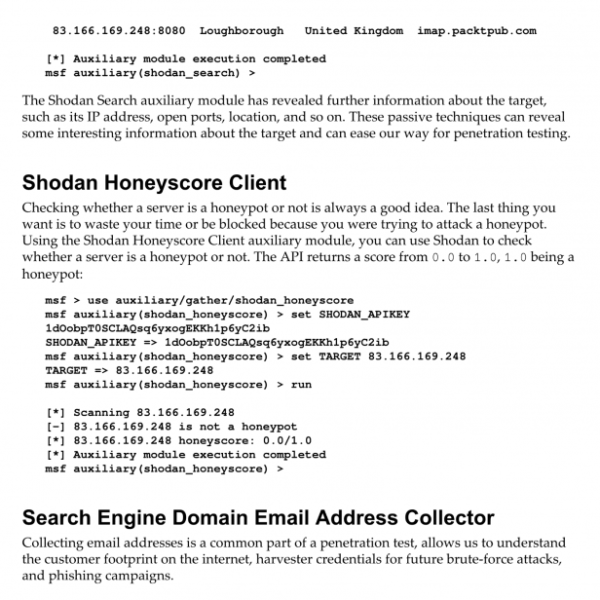 83.166.169.248:8080  Loughborough   United Kingdom  imap.packtpub.com
[*] Auxiliary module execution completed
msf auxiliary(shodan_search) >
The Shodan Search auxiliary module has revealed further information about the target,
such as its IP address, open ports, location, and so on. These passive techniques can reveal
some interesting information about the target and can ease our way for penetration testing.
Shodan Honeyscore Client
Checking whether a server is a honeypot or not is always a good idea. The last thing you
want is to waste your time or be blocked because you were trying to attack a honeypot.
Using the Shodan Honeyscore Client auxiliary module, you can use Shodan to check
whether a server is a honeypot or not. The API returns a score from 0.0 to 1.0, 1.0 being a
honeypot:
msf > use auxiliary/gather/shodan_honeyscore
msf auxiliary(shodan_honeyscore) > set SHODAN_APIKEY
1dOobpT0SCLAQsq6yxogEKKh1p6yC2ib
SHODAN_APIKEY => 1dOobpT0SCLAQsq6yxogEKKh1p6yC2ib
msf auxiliary(shodan_honeyscore) > set TARGET 83.166.169.248
TARGET => 83.166.169.248
msf auxiliary(shodan_honeyscore) > run
[*] Scanning 83.166.169.248
[-] 83.166.169.248 is not a honeypot
[*] 83.166.169.248 honeyscore: 0.0/1.0
[*] Auxiliary module execution completed
msf auxiliary(shodan_honeyscore) >
Search Engine Domain Email Address Collector
Collecting email addresses is a common part of a penetration test, allows us to understand
the customer footprint on the internet, harvester credentials for future brute-force attacks,
and phishing campaigns.